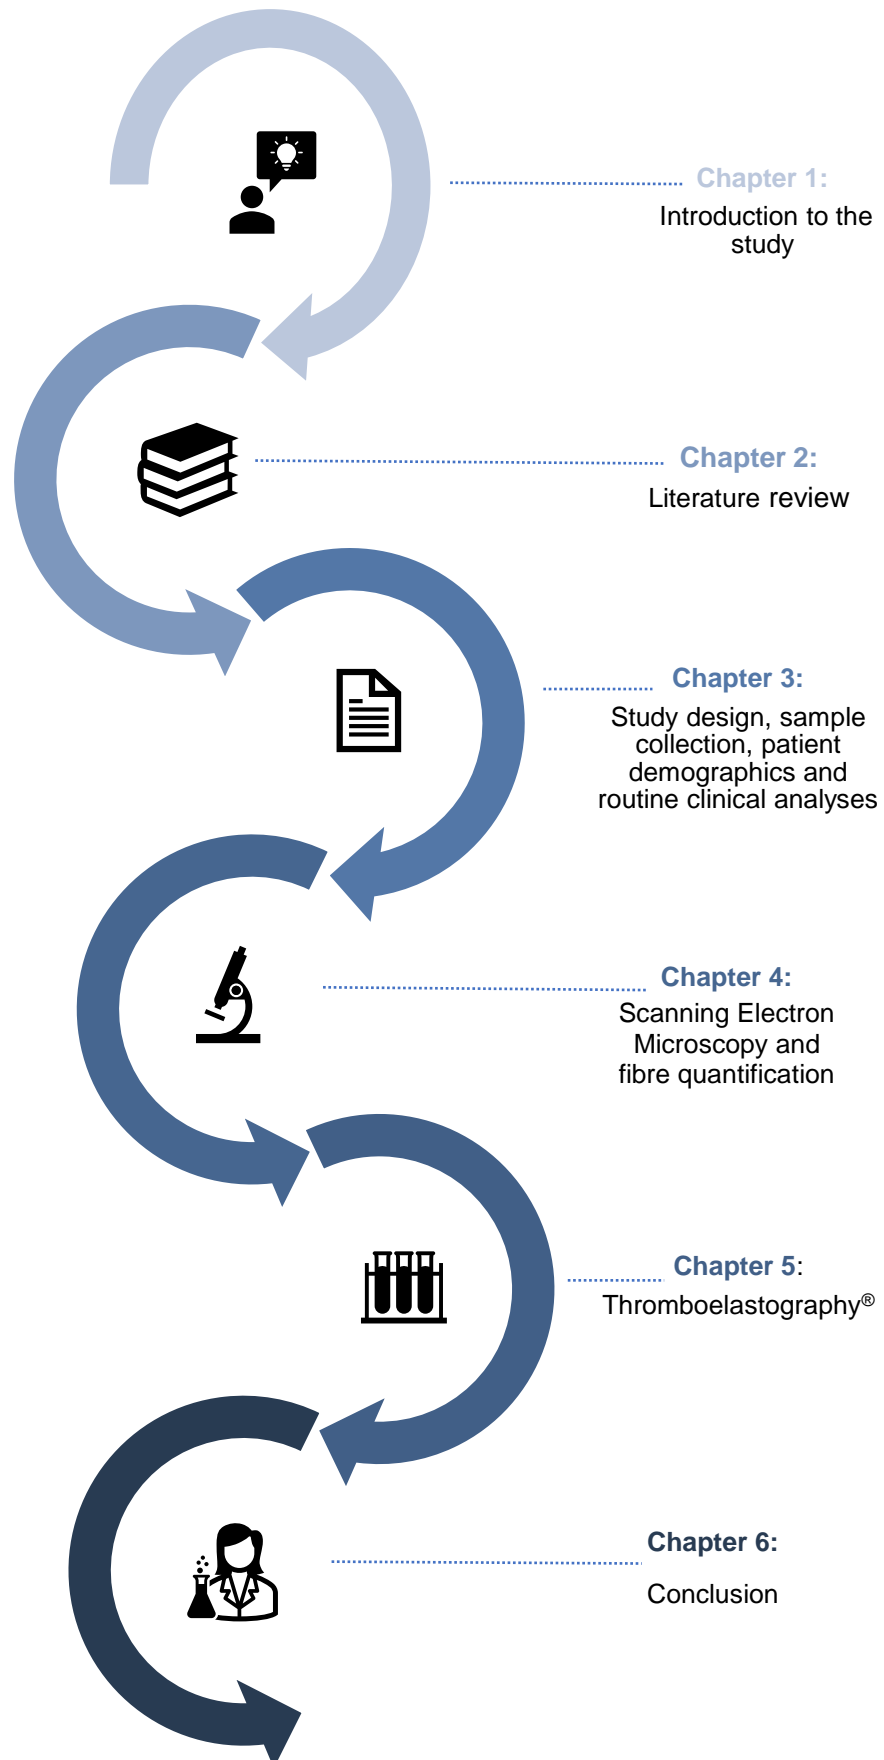 Chapter 1:
Introduction to the
study
Chapter 2:
Literature review
Chapter 3:
Study design, sample
collection, patient
demographics and
routine clinical analyses
Chapter 4:
Scanning Electron
Microscopy and
fibre quantification
Chapter 5:
Thromboelastography®
Chapter 6:
Conclusion